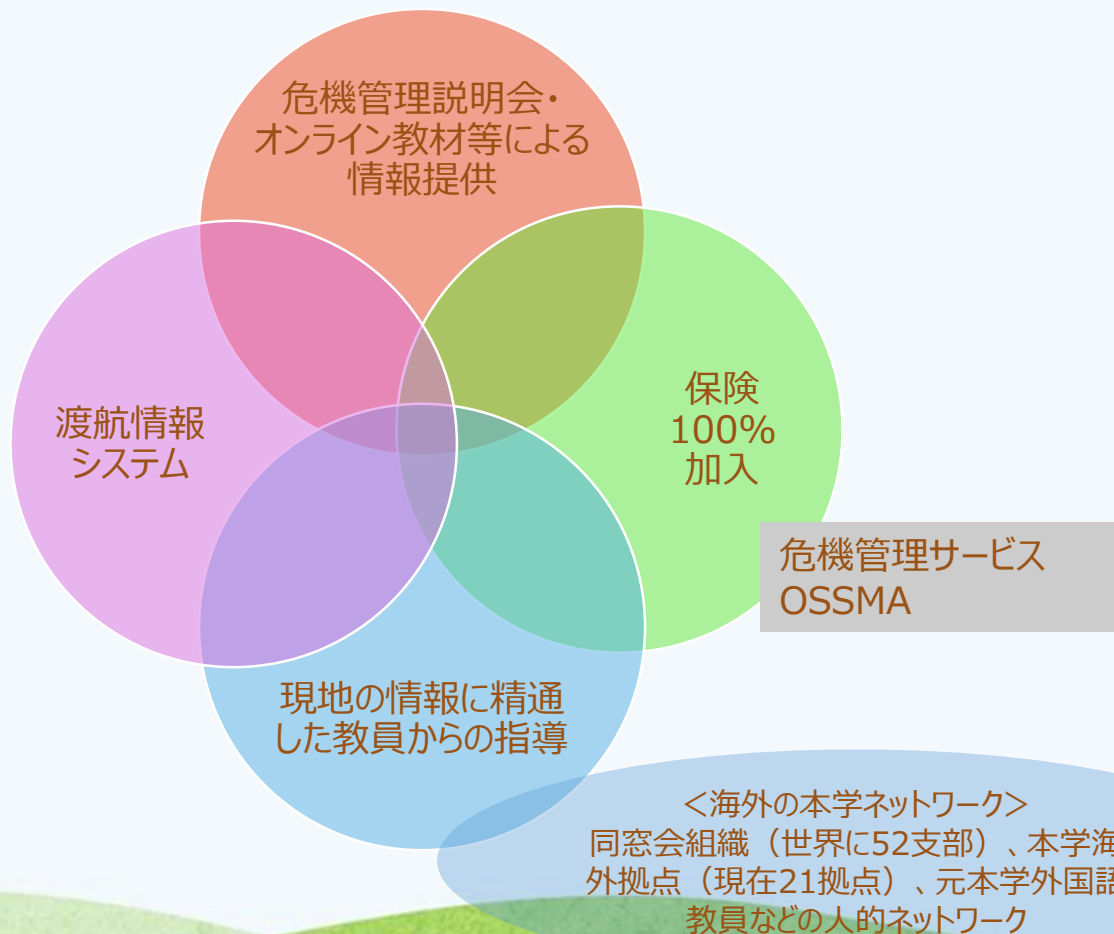 危機管理説明会・
オンライン教材等による
情報提供
渡航情報
システム
保険
100%
加入
危機管理サービス
OSSMA
現地の情報に精通
した教員からの指導
＜海外の本学ネットワーク＞
同窓会組織（世界に52支部）、本学海
外拠点（現在21拠点）、元本学外国語
教員などの人的ネットワーク